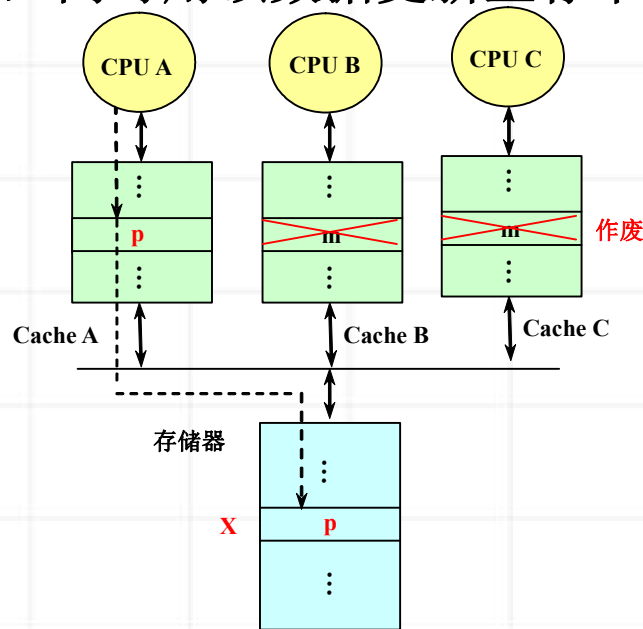 CPU A
CPU B
CPU C
⋮
⋮
⋮
p
m
m
作废
⋮
⋮
⋮
Cache A
Cache B
Cache C
存储器
⋮
X
p
⋮